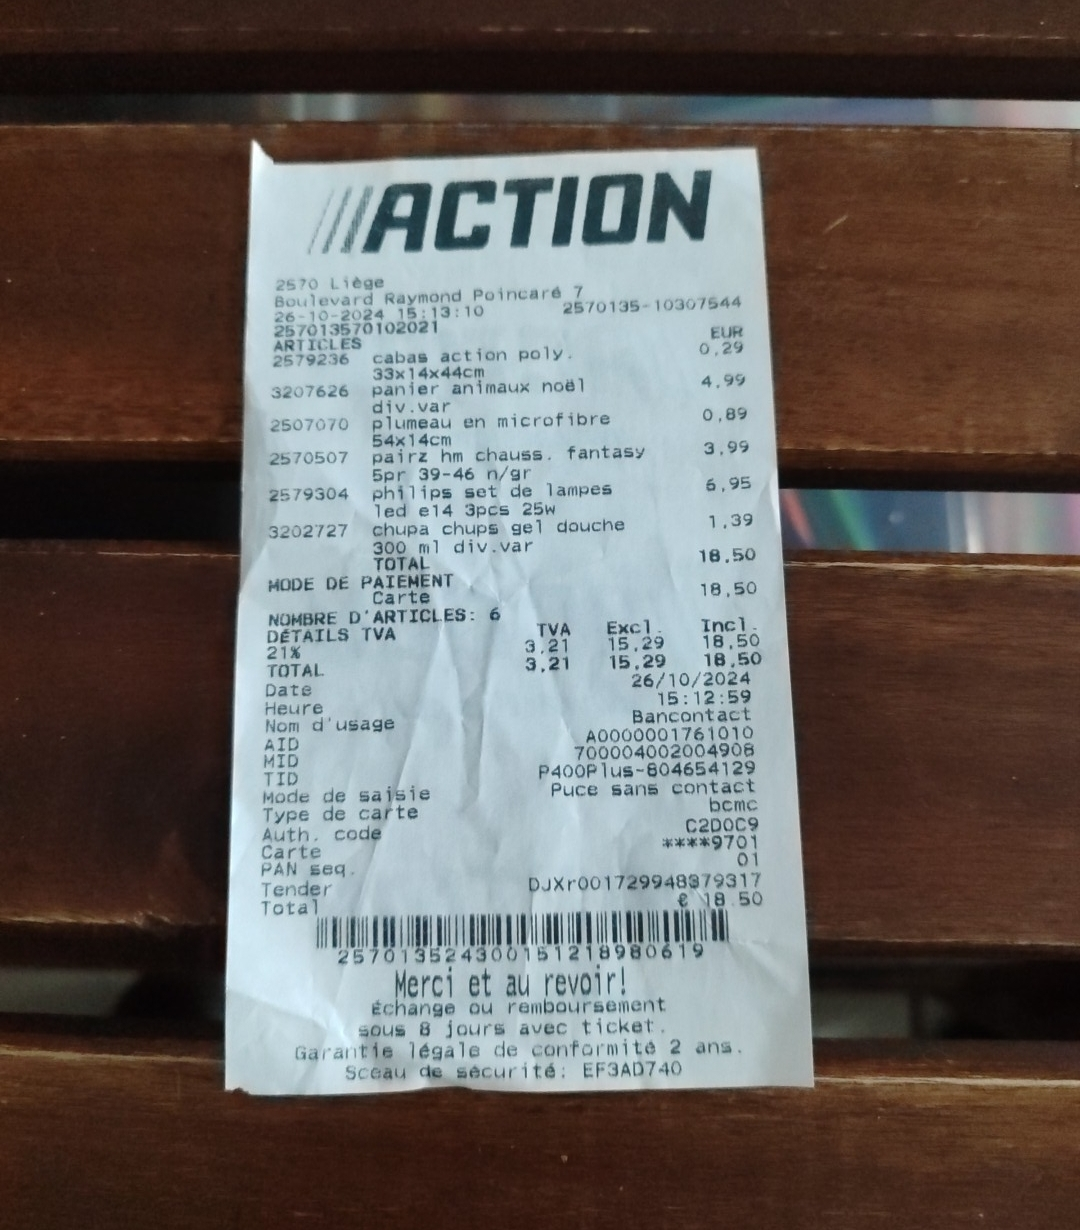 ACTION
2570 Liège
Boulevard Raymond Poincaré 7
26-10-2024 15:13:10 2570135-10307544
257013570102021
ARTICLES EUR
2579236 cabas action poly. 0,29
33x14x44cm
3207626 panier animaux noël 4,99
div.var
2507070 plumeau en microfibre 0,89
54x14cm
2570507 pairz hm chauss. fantasy 3,99
5pr 39-46 n/gr
2579304 philips set de lampes 6,95
led e14 3pcs 25w
3202727 chupa chups gel douche 1,39
300 ml div.var
TOTAL 18,50
MODE DE PAIEMENT
Carte 18,50
NOMBRE D'ARTICLES: 6
DÉTAILS TVA TVA Excl. Incl.
21% 3,21 15,29 18,50
TOTAL 3,21 15,29 18,50
Date 26/10/2024
Heure 15:12:59
Nom d'usage Bancontact
AID A0000001761010
MID 700004002004908
TID P400Plus-804654129
Mode de saisie Puce sans contact
Type de carte bcmc
Auth. code C2D0C9
Carte ****9701
PAN seq. 01
Tender DJXr001729948379317
Total € 18.50
257013524300151218980619
Merci et au revoir!
Échange ou remboursement
sous 8 jours avec ticket.
Garantie légale de conformité 2 ans.
Sceau de sécurité: EF3AD740